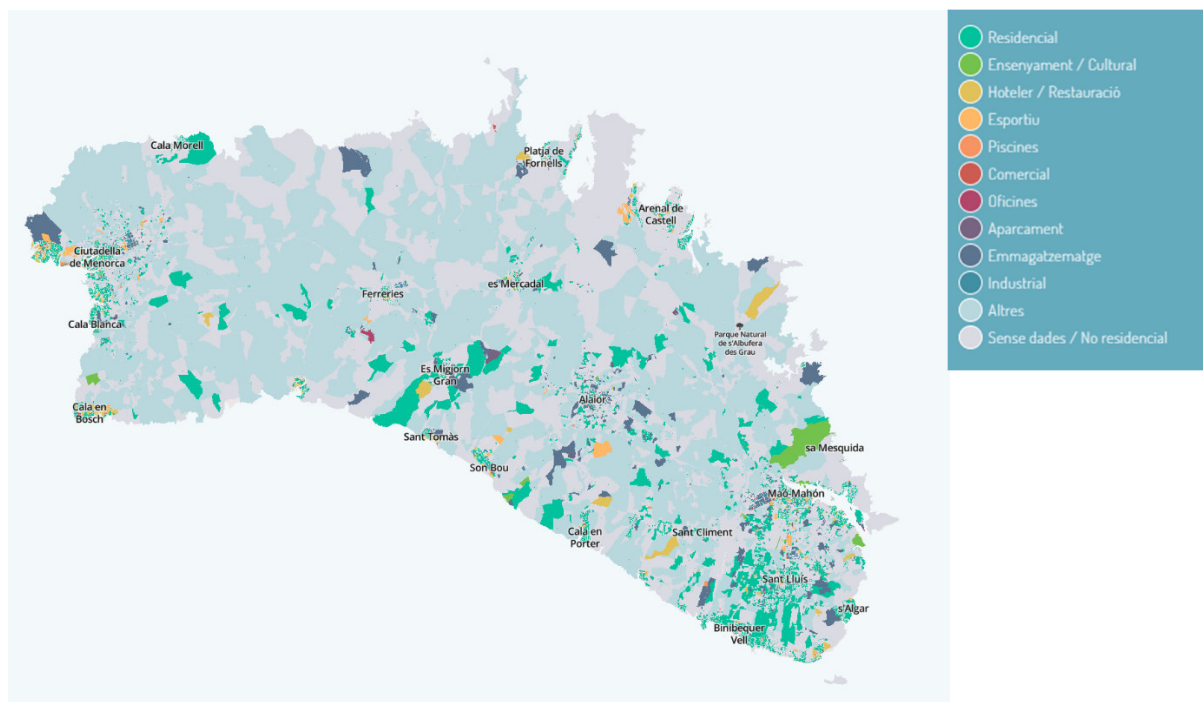 Cala Morell
Platja de
Fornells
Arenal de
Castell
Ciutadella
de Menorca
es Mercadal
Ferreries
Cala Blanca
Parque Natural
de s'Albufera
des Grau
Es Migjorn
Gran
Alaior
Cala en
Bosch
Sant Tomàs
sa Mesquida
Son Bou
Maó-Mahón
Cala en
Porter
Sant Climent
Sant Lluís
s'Algar
Binibequer
Vell
Residencial
Ensenyament / Cultural
Hoteler / Restauració
Esportiu
Piscines
Comercial
Oficines
Aparcament
Emmagatzematge
Industrial
Altres
Sense dades / No residencial